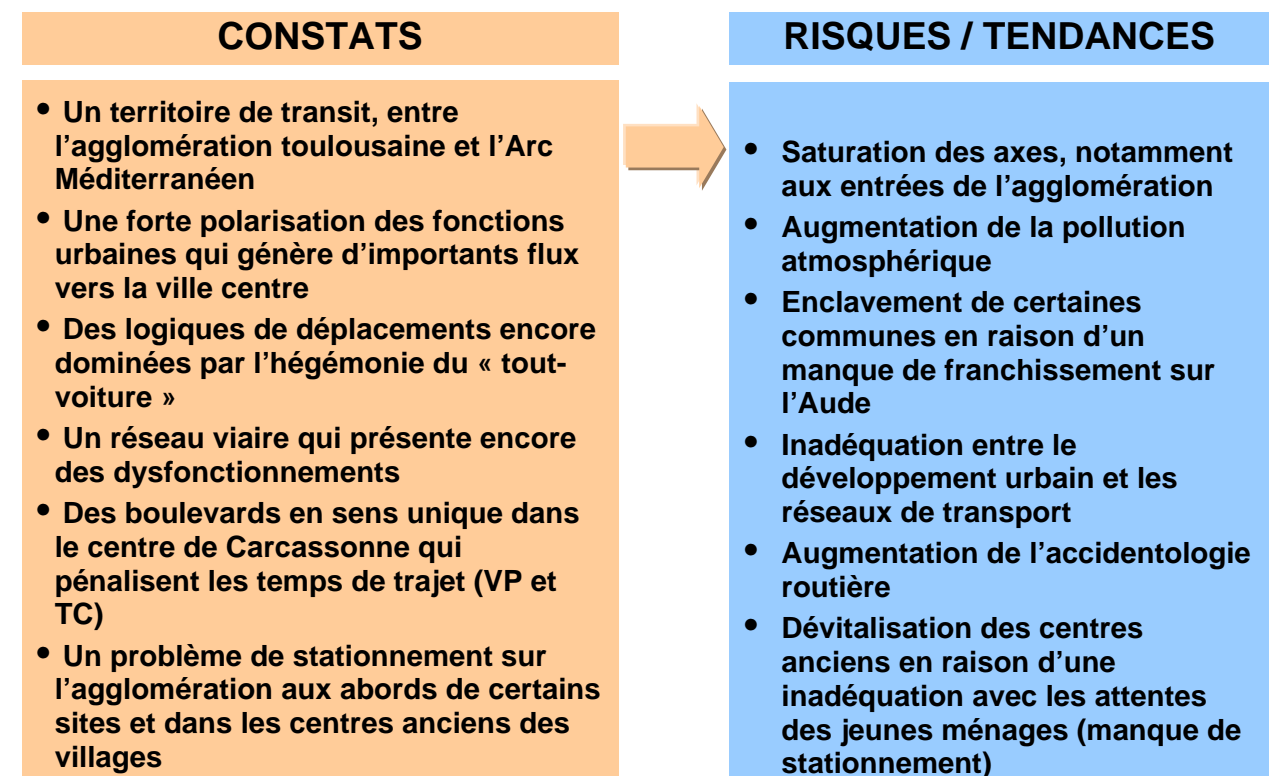 CONSTATS
• Un territoire de transit, entre
l’agglomération toulousaine et l’Arc
Méditerranéen
• Une forte polarisation des fonctions
urbaines qui génère d’importants flux
vers la ville centre
• Des logiques de déplacements encore
dominées par l’hégémonie du « tout-
voiture »
• Un réseau viaire qui présente encore
des dysfonctionnements
• Des boulevards en sens unique dans
le centre de Carcassonne qui
pénalisent les temps de trajet (VP et
TC)
• Un problème de stationnement sur
l’agglomération aux abords de certains
sites et dans les centres anciens des
villages
RISQUES / TENDANCES
• Saturation des axes, notamment
aux entrées de l’agglomération
• Augmentation de la pollution
atmosphérique
• Enclavement de certaines
communes en raison d’un
manque de franchissement sur
l’Aude
• Inadéquation entre le
développement urbain et les
réseaux de transport
• Augmentation de l’accidentologie
routière
• Dévitalisation des centres
anciens en raison d’une
inadéquation avec les attentes
des jeunes ménages (manque de
stationnement)